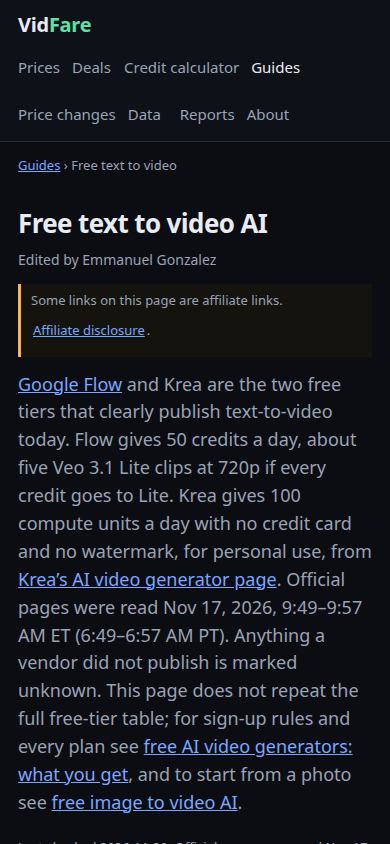 VidFare
Prices Deals Credit calculator Guides
Price changes Data Reports About
Guides › Free text to video
Free text to video AI
Edited by Emmanuel Gonzalez
Some links on this page are affiliate links.
Affiliate disclosure.
Google Flow and Krea are the two free
tiers that clearly publish text-to-video
today. Flow gives 50 credits a day, about
five Veo 3.1 Lite clips at 720p if every
credit goes to Lite. Krea gives 100
compute units a day with no credit card
and no watermark, for personal use, from
Krea’s AI video generator page. Official
pages were read Nov 17, 2026, 9:49–9:57
AM ET (6:49–6:57 AM PT). Anything a
vendor did not publish is marked
unknown. This page does not repeat the
full free-tier table; for sign-up rules and
every plan see free AI video generators:
what you get, and to start from a photo
see free image to video AI.